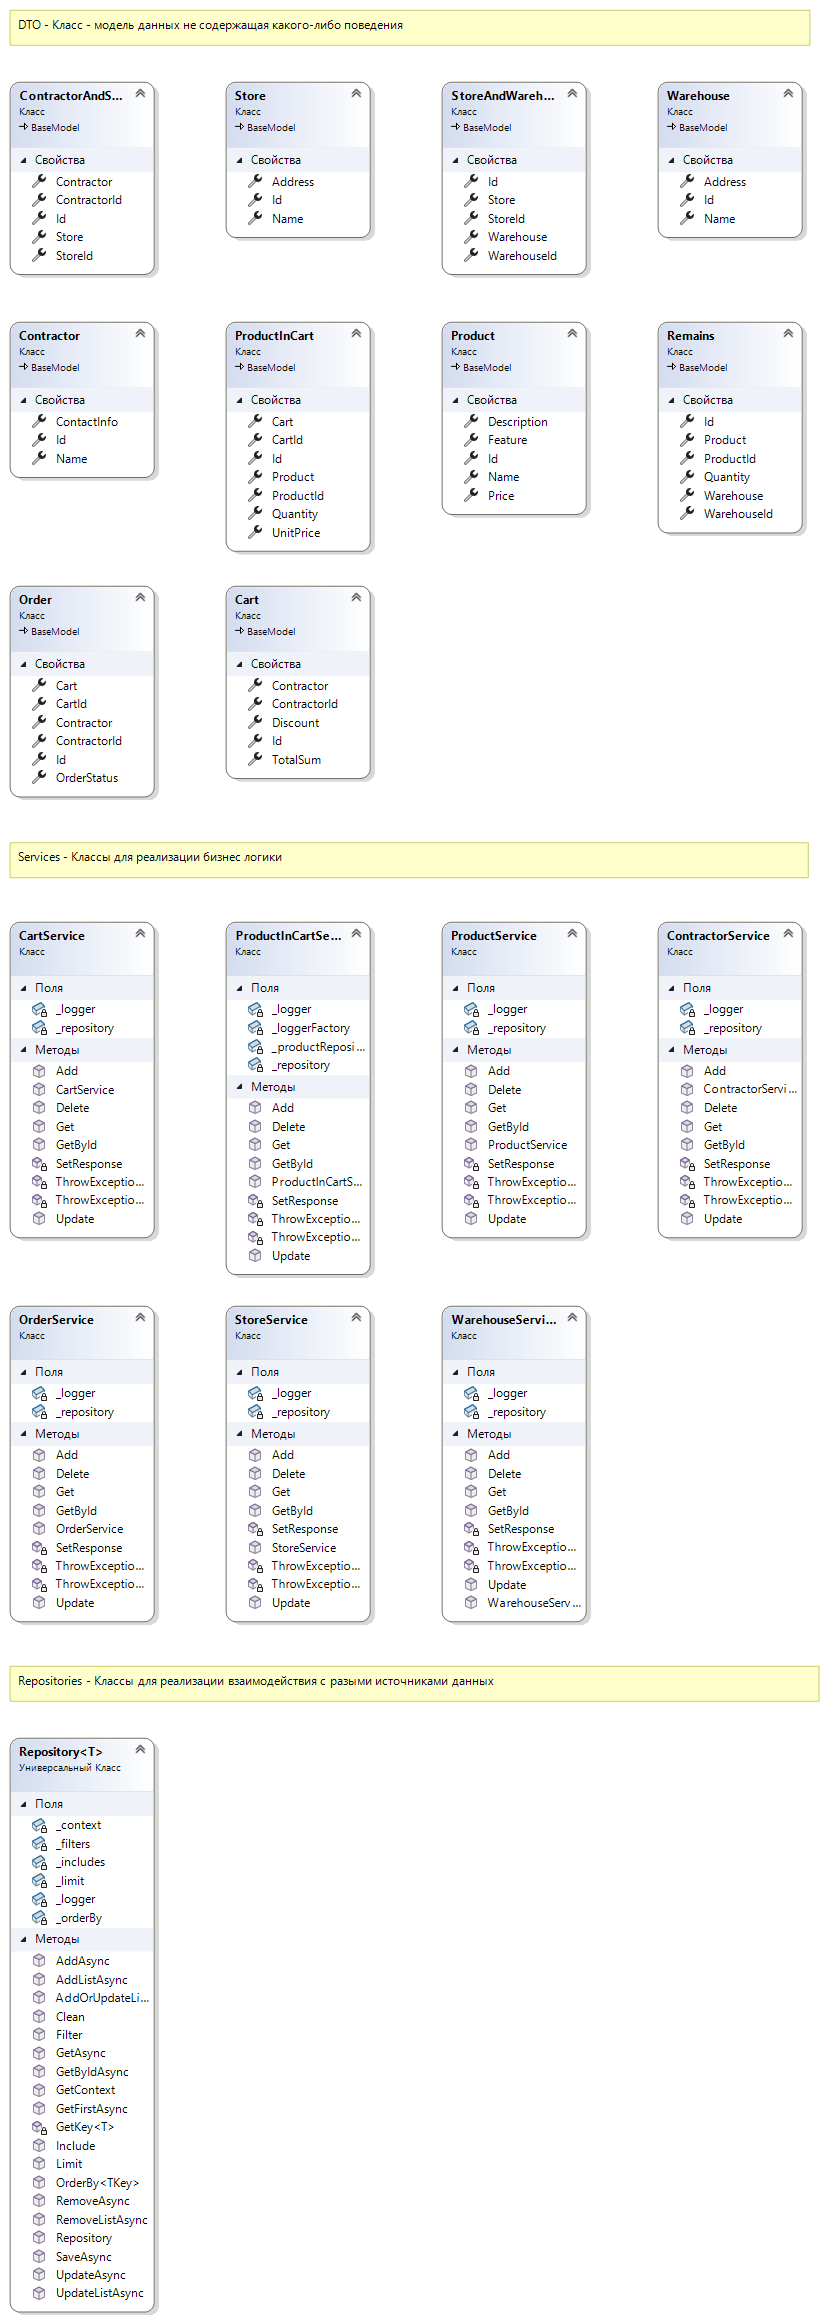 DTO - Класс - модель данных не содержащая какого-либо поведения
ContractorAndS...
Класс
BaseModel
Свойства
Contractor
ContractorId
Id
Store
StoreId
Store
Класс
BaseModel
Свойства
Address
Id
Name
StoreAndWareh...
Класс
BaseModel
Свойства
Id
Store
StoreId
Warehouse
WarehouseId
Warehouse
Класс
BaseModel
Свойства
Address
Id
Name
Contractor
Класс
BaseModel
Свойства
ContactInfo
Id
Name
ProductInCart
Класс
BaseModel
Свойства
Cart
CartId
Id
Product
ProductId
Quantity
UnitPrice
Product
Класс
BaseModel
Свойства
Description
Feature
Id
Name
Price
Remains
Класс
BaseModel
Свойства
Id
Product
ProductId
Quantity
Warehouse
WarehouseId
Order
Класс
BaseModel
Свойства
Cart
CartId
Contractor
ContractorId
Id
OrderStatus
Cart
Класс
BaseModel
Свойства
Contractor
ContractorId
Discount
Id
TotalSum
Services - Классы для реализации бизнес логики
CartService
Класс
Поля
_logger
_repository
Методы
Add
CartService
Delete
Get
GetById
SetResponse
ThrowExceptio...
ThrowExceptio...
Update
ProductInCartSe...
Класс
Поля
_logger
_loggerFactory
_productReposi...
_repository
Методы
Add
Delete
Get
GetById
ProductInCartS...
SetResponse
ThrowExceptio...
ThrowExceptio...
Update
ProductService
Класс
Поля
_logger
_repository
Методы
Add
Delete
Get
GetById
ProductService
SetResponse
ThrowExceptio...
ThrowExceptio...
Update
ContractorService
Класс
Поля
_logger
_repository
Методы
Add
ContractorServi...
Delete
Get
GetById
SetResponse
ThrowExceptio...
ThrowExceptio...
Update
OrderService
Класс
Поля
_logger
_repository
Методы
Add
Delete
Get
GetById
OrderService
SetResponse
ThrowExceptio...
ThrowExceptio...
Update
StoreService
Класс
Поля
_logger
_repository
Методы
Add
Delete
Get
GetById
SetResponse
StoreService
ThrowExceptio...
ThrowExceptio...
Update
WarehouseServi...
Класс
Поля
_logger
_repository
Методы
Add
Delete
Get
GetById
SetResponse
ThrowExceptio...
ThrowExceptio...
Update
WarehouseServ...
Repositories - Классы для реализации взаимодействия с разыми источниками данных
Repository<T>
Универсальный Класс
Поля
_context
_filters
_includes
_limit
_logger
_orderBy
Методы
AddAsync
AddListAsync
AddOrUpdateLi...
Clean
Filter
GetAsync
GetByIdAsync
GetContext
GetFirstAsync
GetKey<T>
Include
Limit
OrderBy<TKey>
RemoveAsync
RemoveListAsync
Repository
SaveAsync
UpdateAsync
UpdateListAsync